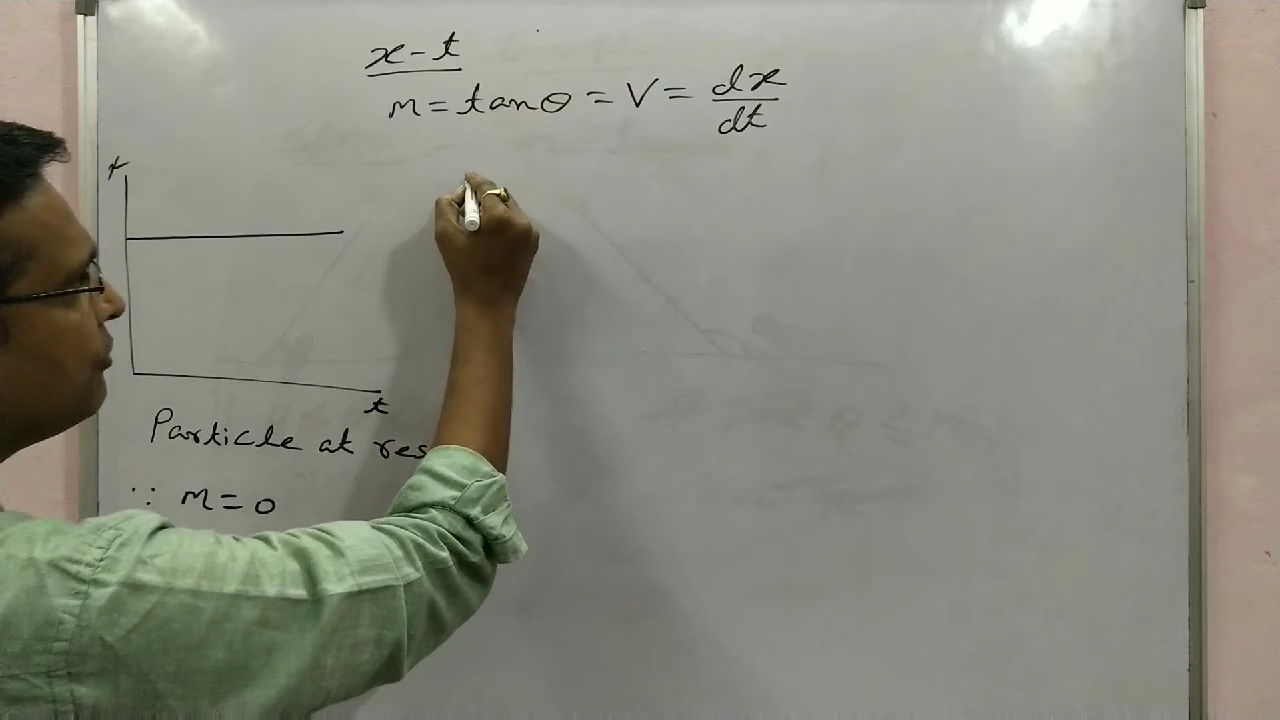 x-t
m = tanθ = V = dx/dt
x
t
Particle at res
∵ m = 0